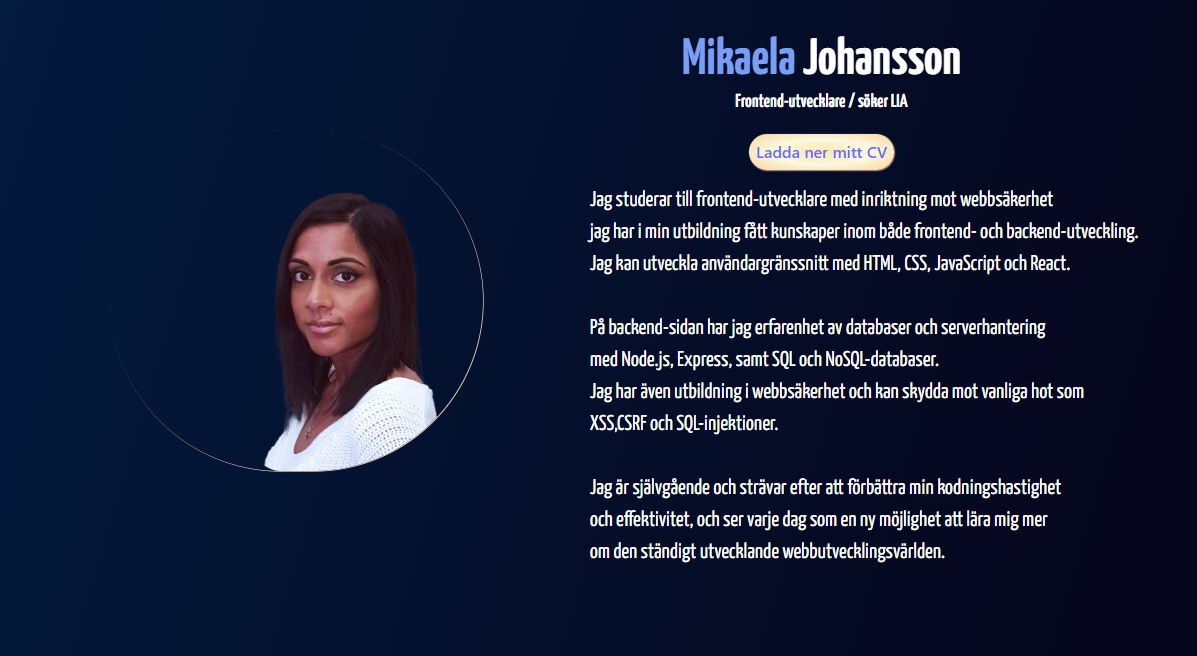 Mikaela Johansson
Frontend-utvecklare / söker LIA
Ladda ner mitt CV
Jag studerar till frontend-utvecklare med inriktning mot webbsäkerhet
jag har i min utbildning fått kunskaper inom både frontend- och backend-utveckling.
Jag kan utveckla användargränssnitt med HTML, CSS, JavaScript och React.
På backend-sidan har jag erfarenhet av databaser och serverhantering
med Node.js, Express, samt SQL och NoSQL-databaser.
Jag har även utbildning i webbsäkerhet och kan skydda mot vanliga hot som
XSS,CSRF och SQL-injektioner.
Jag är självgående och strävar efter att förbättra min kodningshastighet
och effektivitet, och ser varje dag som en ny möjlighet att lära mig mer
om den ständigt utvecklande webbutvecklingsvärlden.